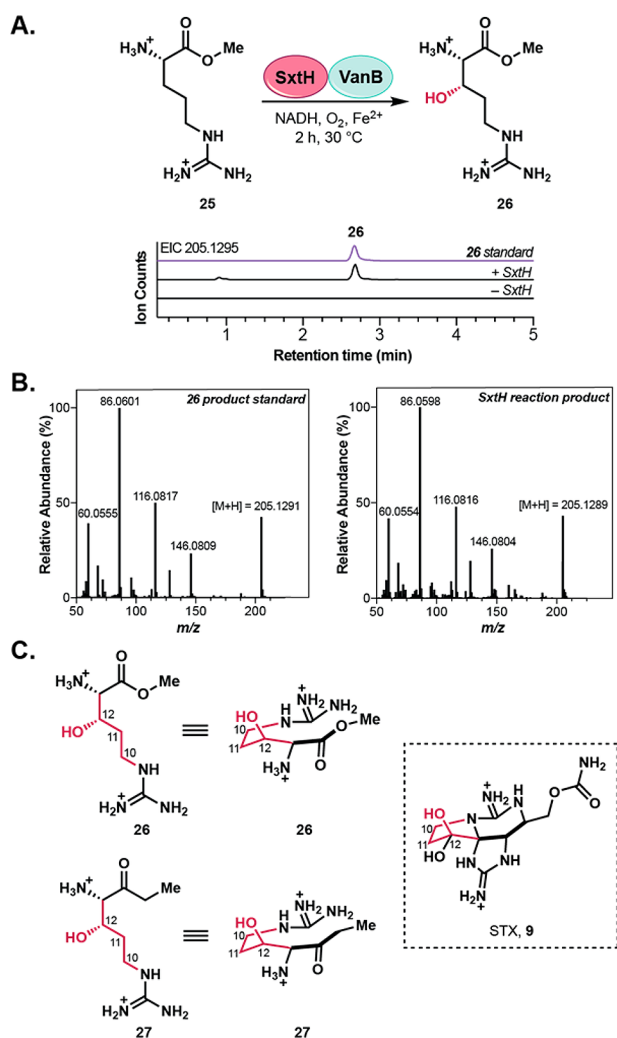 A.
H₃N⁺
O
O
Me
NH
H₂N⁺
NH₂
25
SxtH
VanB
NADH, O₂, Fe²⁺
2 h, 30 °C
H₃N⁺
O
O
Me
HO
NH
H₂N⁺
NH₂
26
26
EIC 205.1295
26 standard
+ SxtH
– SxtH
Ion Counts
1
2
3
4
5
Retention time (min)
B.
26 product standard
86.0601
100
116.0817
[M+H] = 205.1291
50
60.0555
146.0809
0
50
100
150
200
m/z
Relative Abundance (%)
SxtH reaction product
86.0598
100
116.0816
[M+H] = 205.1289
50
60.0554
146.0804
0
50
100
150
200
m/z
Relative Abundance (%)
C.
H₃N⁺
O
O
Me
12
HO
11
10
NH
H₂N⁺
NH₂
26
HO
H
N
⁺NH₂
NH₂
10
O
Me
11
12
H₃N⁺
O
26
H₃N⁺
O
Me
12
HO
11
10
NH
H₂N⁺
NH₂
27
HO
H
N
⁺NH₂
NH₂
10
Me
11
12
H₃N⁺
O
27
NH₂
O
O
⁺NH₂
H
N
HO
N
10
11
12
HO
HN
NH
NH₂⁺
STX, 9